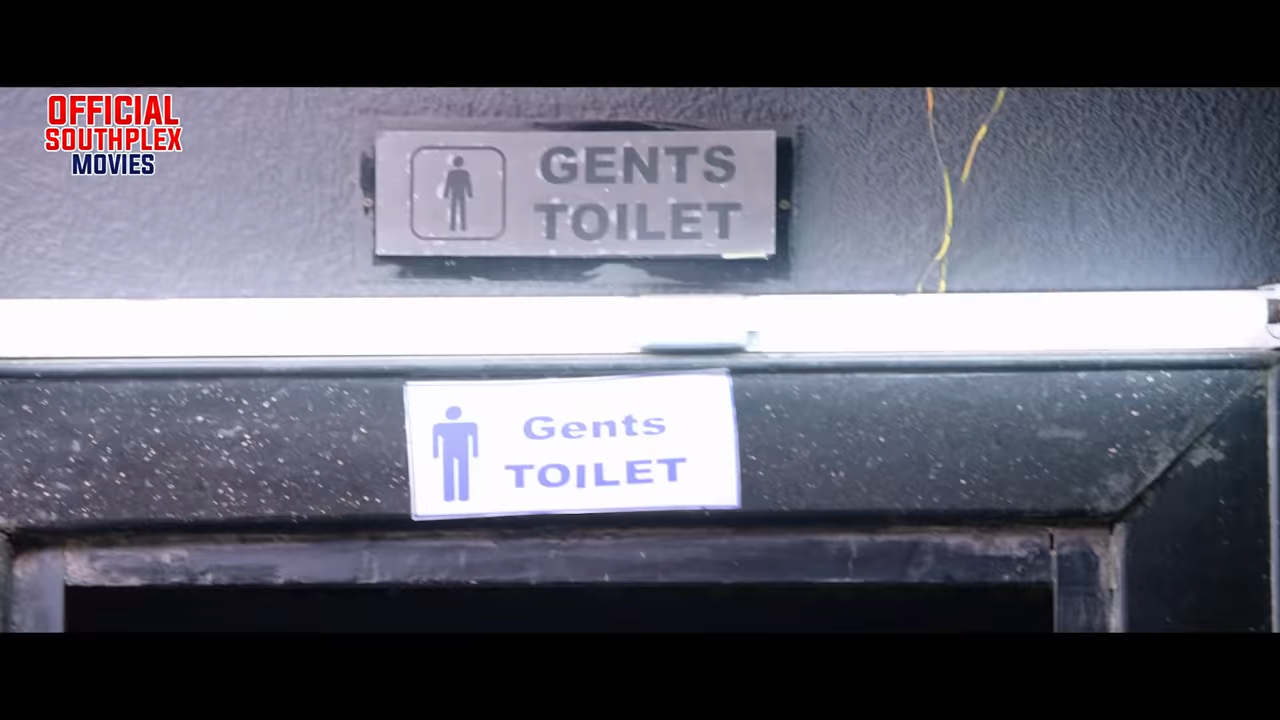 OFFICIAL
SOUTHPLEX
MOVIES
GENTS
TOILET
Gents
TOILET